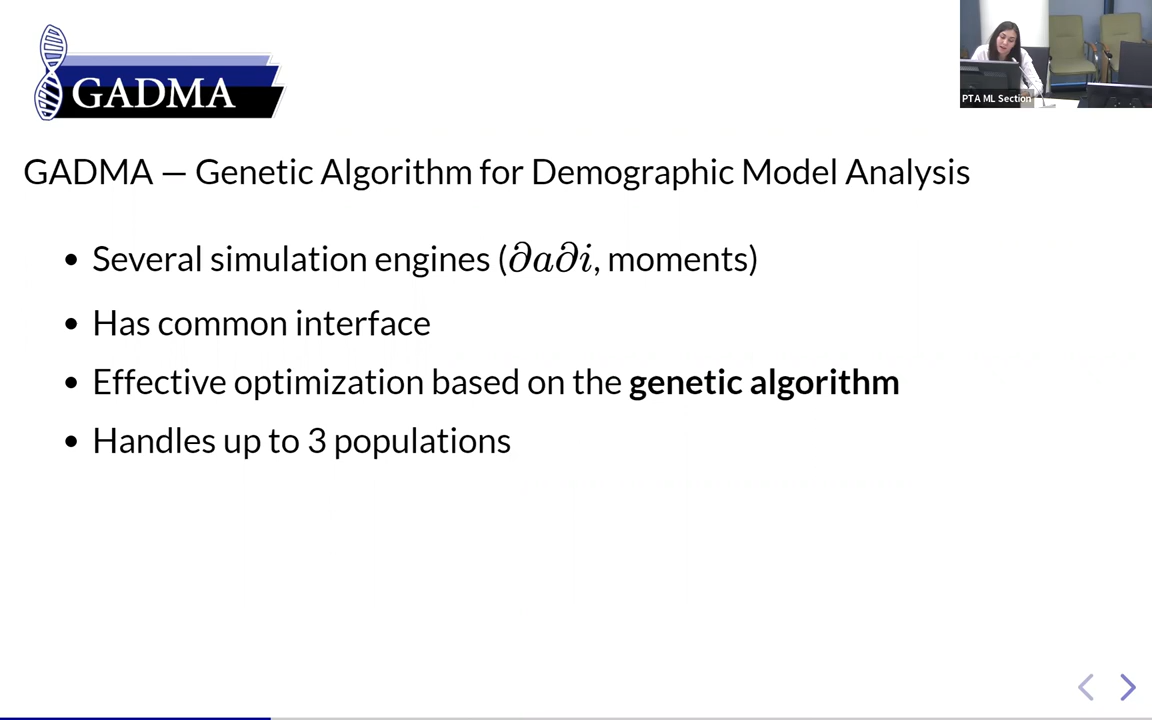 GADMA
PTA ML Section
GADMA — Genetic Algorithm for Demographic Model Analysis
• Several simulation engines (∂a∂i, moments)
• Has common interface
• Effective optimization based on the genetic algorithm
• Handles up to 3 populations